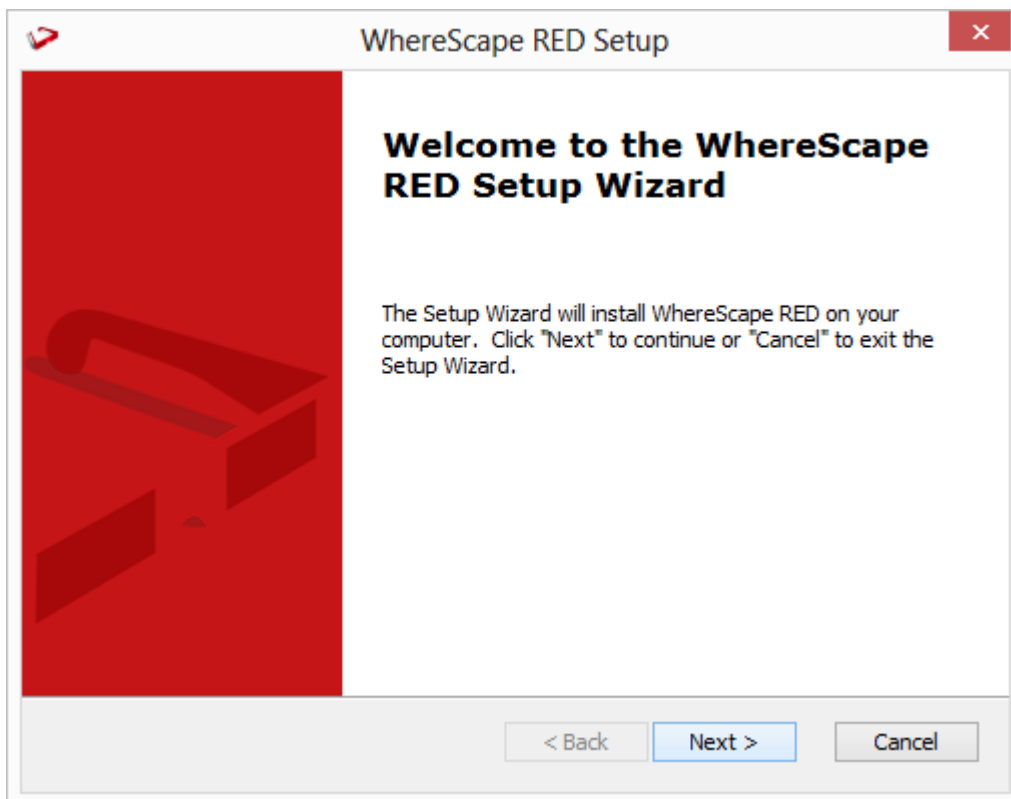 WhereScape RED Setup
Welcome to the WhereScape
RED Setup Wizard
The Setup Wizard will install WhereScape RED on your
computer.  Click "Next" to continue or "Cancel" to exit the
Setup Wizard.
< Back Next > Cancel